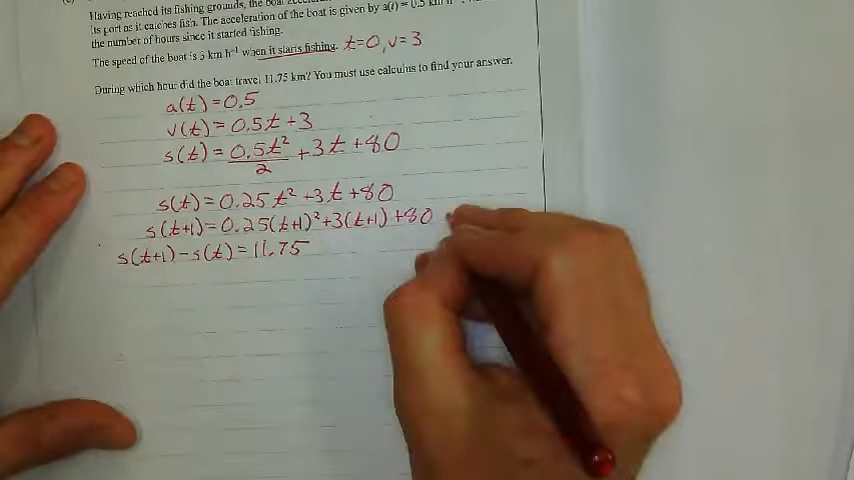 Having reached its fishing grounds, the boat
its port as it catches fish. The acceleration of the boat is given by a(t) = 0.5 km h
the number of hours since it started fishing.
The speed of the boat is 3 km h⁻¹ when it starts fishing. t=0, v=3
During which hour did the boat travel 11.75 km? You must use calculus to find your answer.
a(t)=0.5
v(t)=0.5t+3
s(t)=0.5t²/2+3t+80
s(t)=0.25t²+3t+80
s(t+1)=0.25(t+1)²+3(t+1)+80
s(t+1)-s(t)=11.75